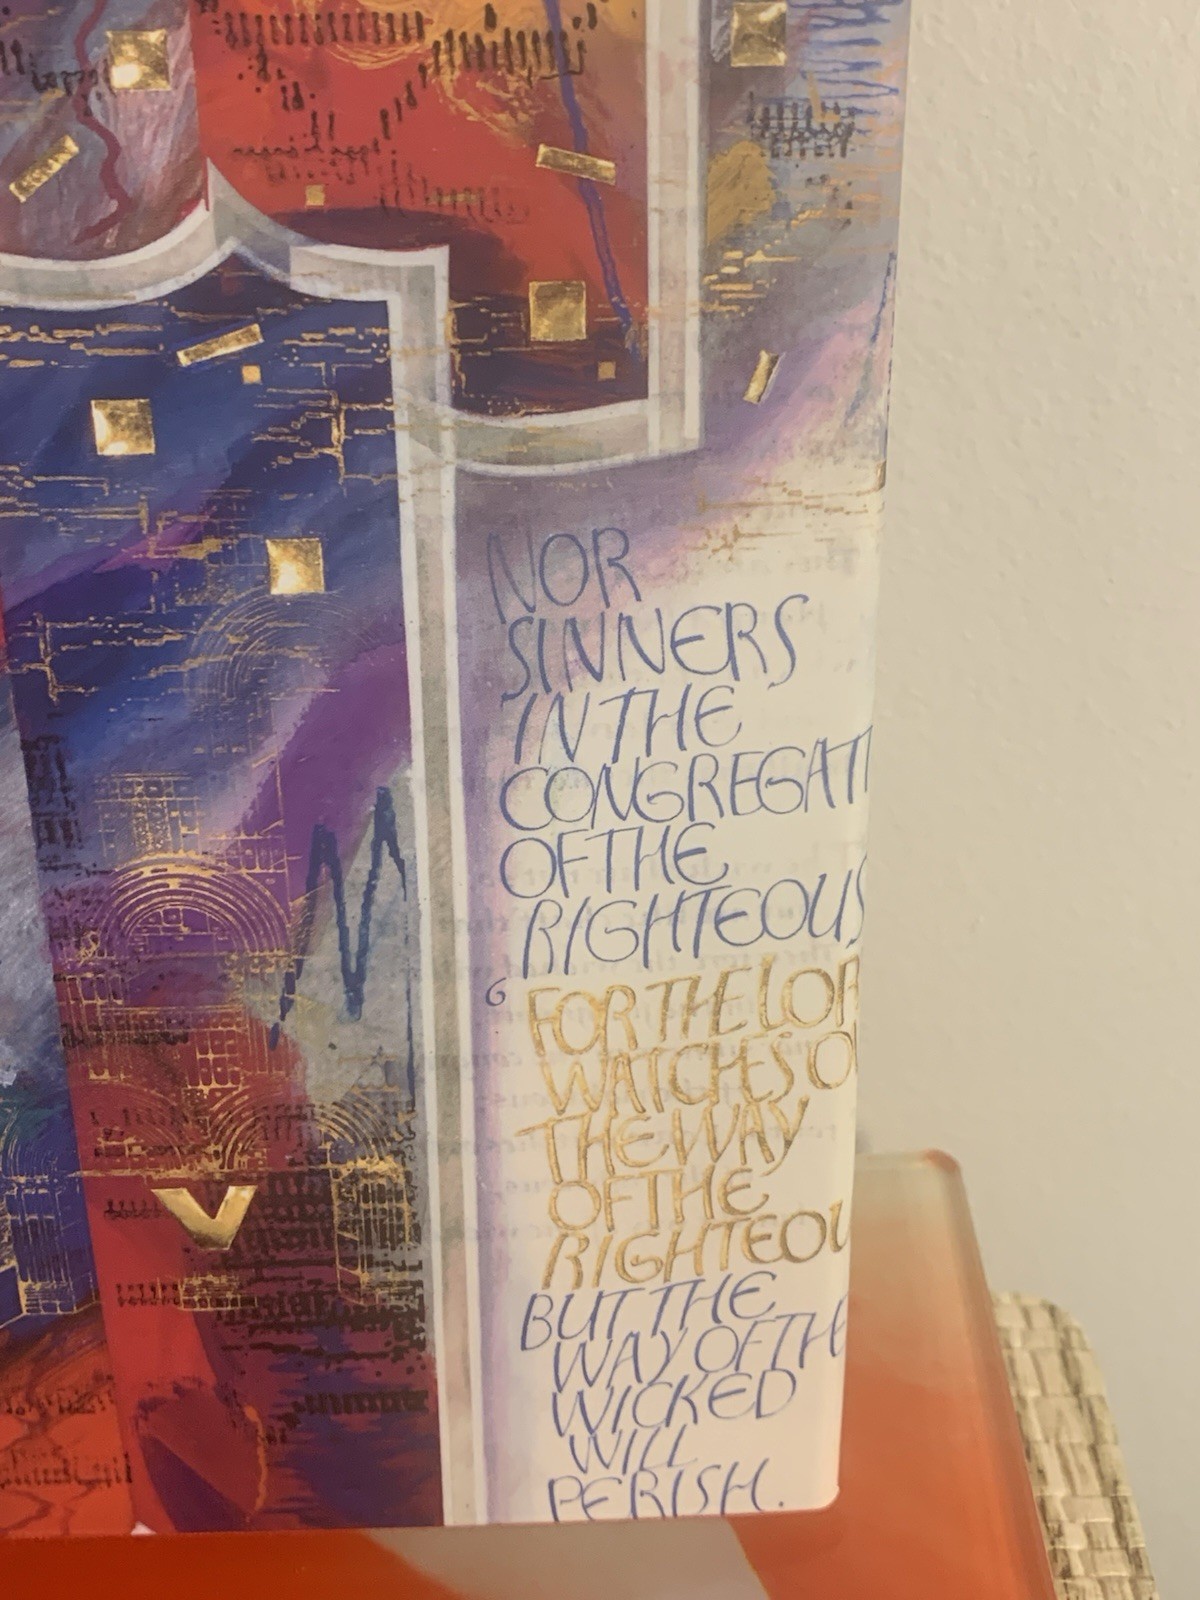 NOR
SINNERS
IN THE
CONGREGATI
OF THE
RIGHTEOUS
6 FOR THE LOR
WATCHES OV
THE WAY
OF THE
RIGHTEOU
BUT THE
WAY OF THE
WICKED
WILL
PERISH.